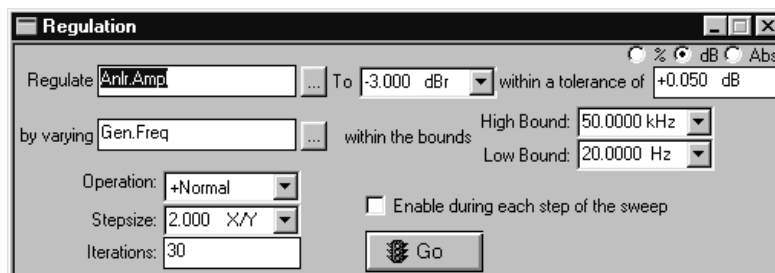 Regulation
% dB Abs
Regulate Anlr.Ampl ... To -3.000 dBr within a tolerance of +0.050 dB
by varying Gen.Freq ... within the bounds High Bound: 50.0000 kHz
Low Bound: 20.0000 Hz
Operation: +Normal
Stepsize: 2.000 X/Y
Enable during each step of the sweep
Iterations: 30
Go